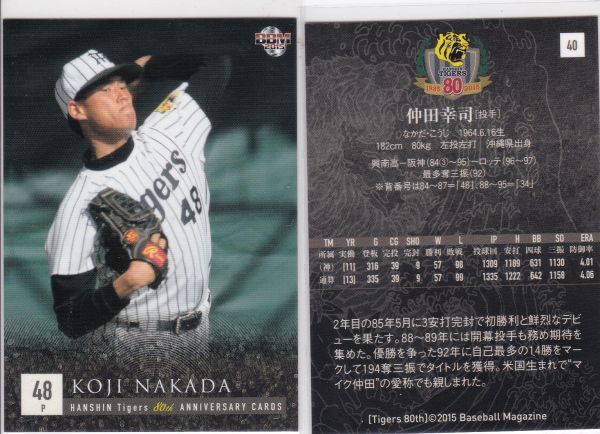 BBM
2015
Tigers
48
48
P
KOJI NAKADA
HANSHIN Tigers 80th ANNIVERSARY CARDS
40
HANSHIN
TIGERS
1935 80 2015
仲田幸司[投手]
なかだ・こうじ 1964.6.16生
182cm 80kg 左投左打 沖縄県出身
興南高−阪神(84③〜95)−ロッテ(96〜97)
最多奪三振(92)
※背番号は84〜87=「48」、88〜95=「34」
TM YR G CG SHO W L IP H BB SO ERA
所属 実働 登板 完投 完封 勝利 敗戦 投球回 安打 四球 三振 防御率
(神) [11] 316 39 9 57 98 1309 1189 631 1130 4.01
通算 [13] 335 39 9 57 99 1335 1222 642 1158 4.06
2年目の85年5月に3安打完封で初勝利と鮮烈なデビ
ューを果たす。88〜89年には開幕投手も務め期待
を集めた。優勝を争った92年に自己最多の14勝をマー
クして194奪三振でタイトルを獲得。米国生まれで“マ
イク仲田”の愛称でも親しまれた。
[Tigers 80th]©2015 Baseball Magazine